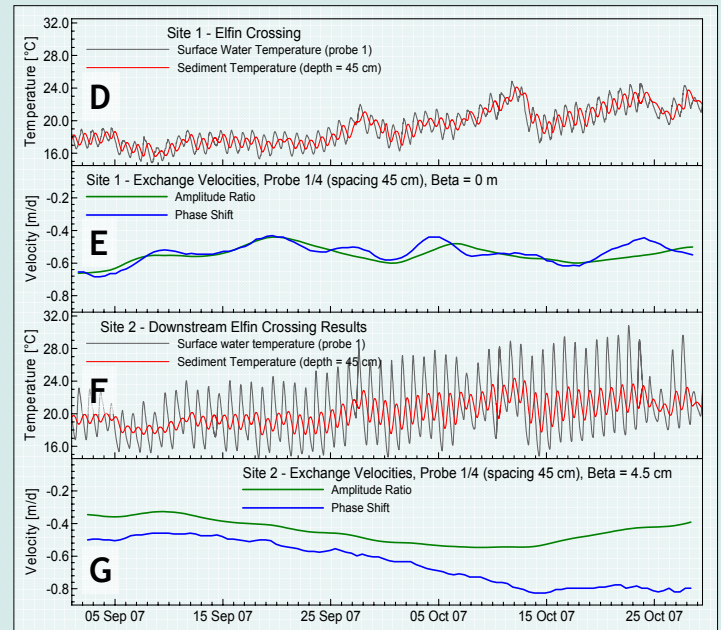 32.0
28.0
24.0
20.0
16.0
Temperature [°C]
D
Site 1 - Elfin Crossing
Surface Water Temperature (probe 1)
Sediment Temperature (depth = 45 cm)
-0.2
-0.4
-0.6
-0.8
Velocity [m/d]
E
Site 1 - Exchange Velocities, Probe 1/4 (spacing 45 cm), Beta = 0 m
Amplitude Ratio
Phase Shift
32.0
28.0
24.0
20.0
16.0
Temperature [°C]
F
Site 2 - Downstream Elfin Crossing Results
Surface water temperature (probe 1)
Sediment Temperature (depth = 45 cm)
-0.2
-0.4
-0.6
-0.8
Velocity [m/d]
G
Site 2 - Exchange Velocities, Probe 1/4 (spacing 45 cm), Beta = 4.5 cm
Amplitude Ratio
Phase Shift
05 Sep 07 15 Sep 07 25 Sep 07 05 Oct 07 15 Oct 07 25 Oct 07